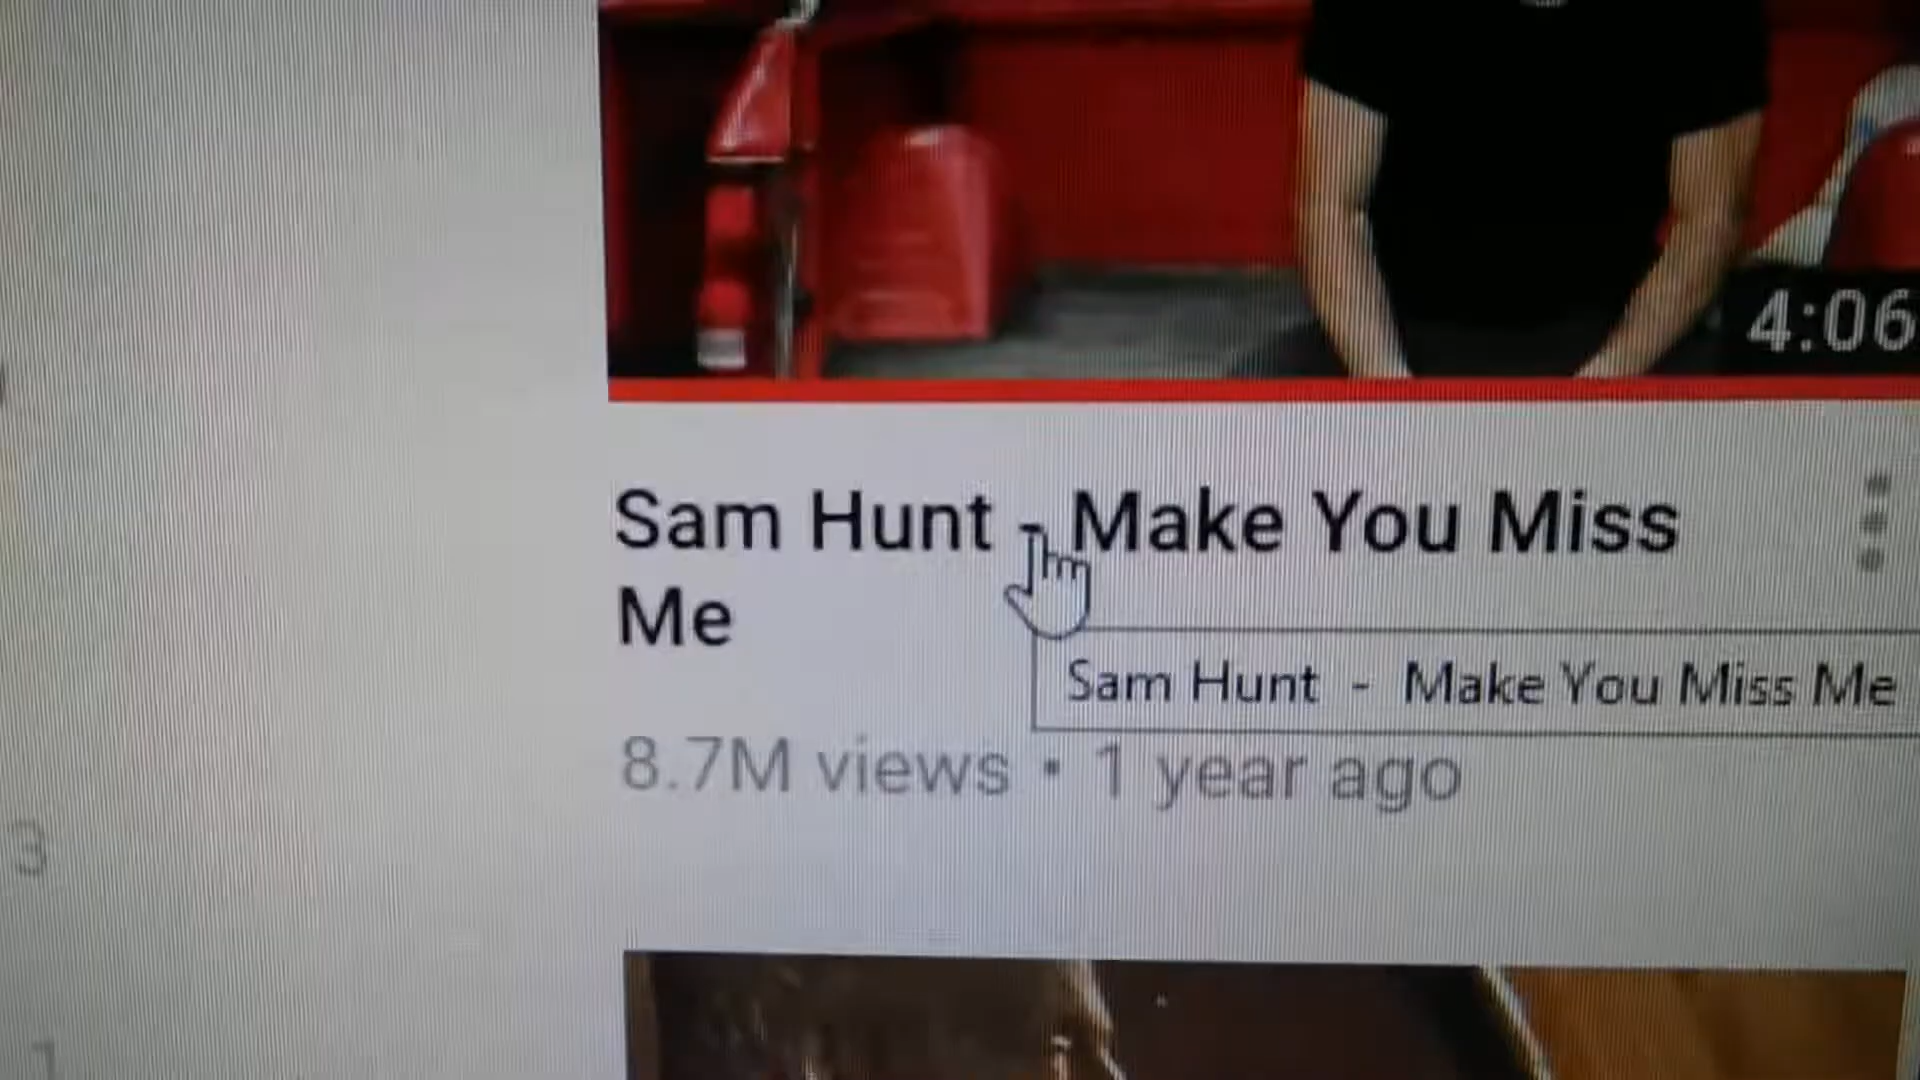 4:06
Sam Hunt - Make You Miss
Me
Sam Hunt - Make You Miss Me
8.7M views • 1 year ago
3